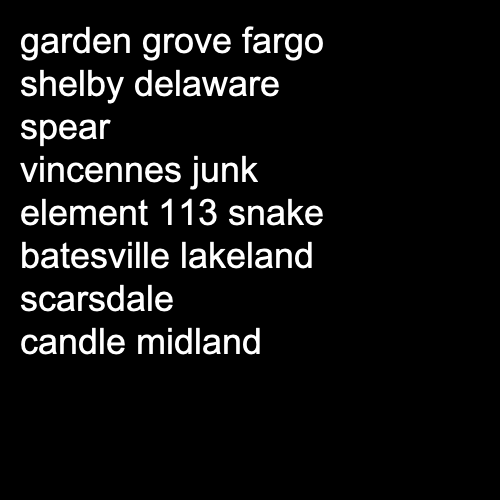 garden grove fargo
shelby delaware
spear
vincennes junk
element 113 snake
batesville lakeland
scarsdale
candle midland